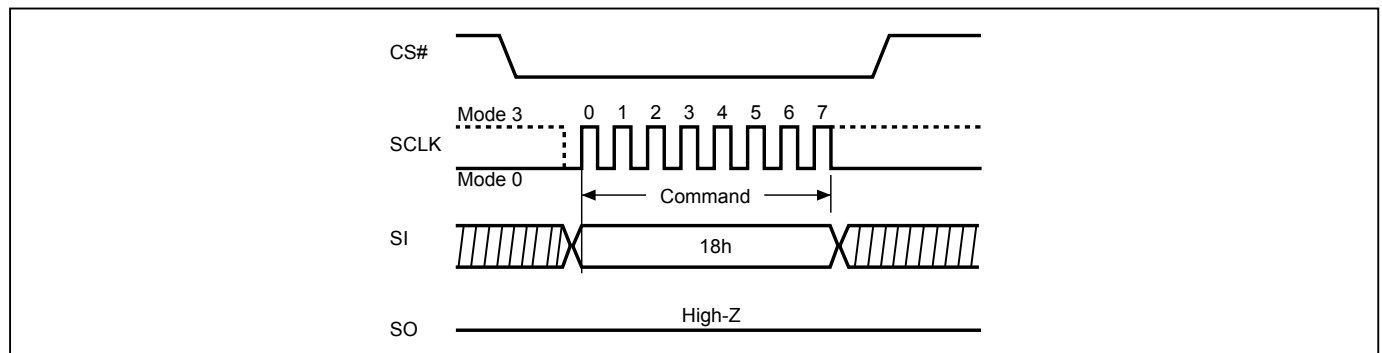 CS#
Mode 3 0 1 2 3 4 5 6 7
SCLK
Mode 0
Command
SI 18h
High-Z
SO